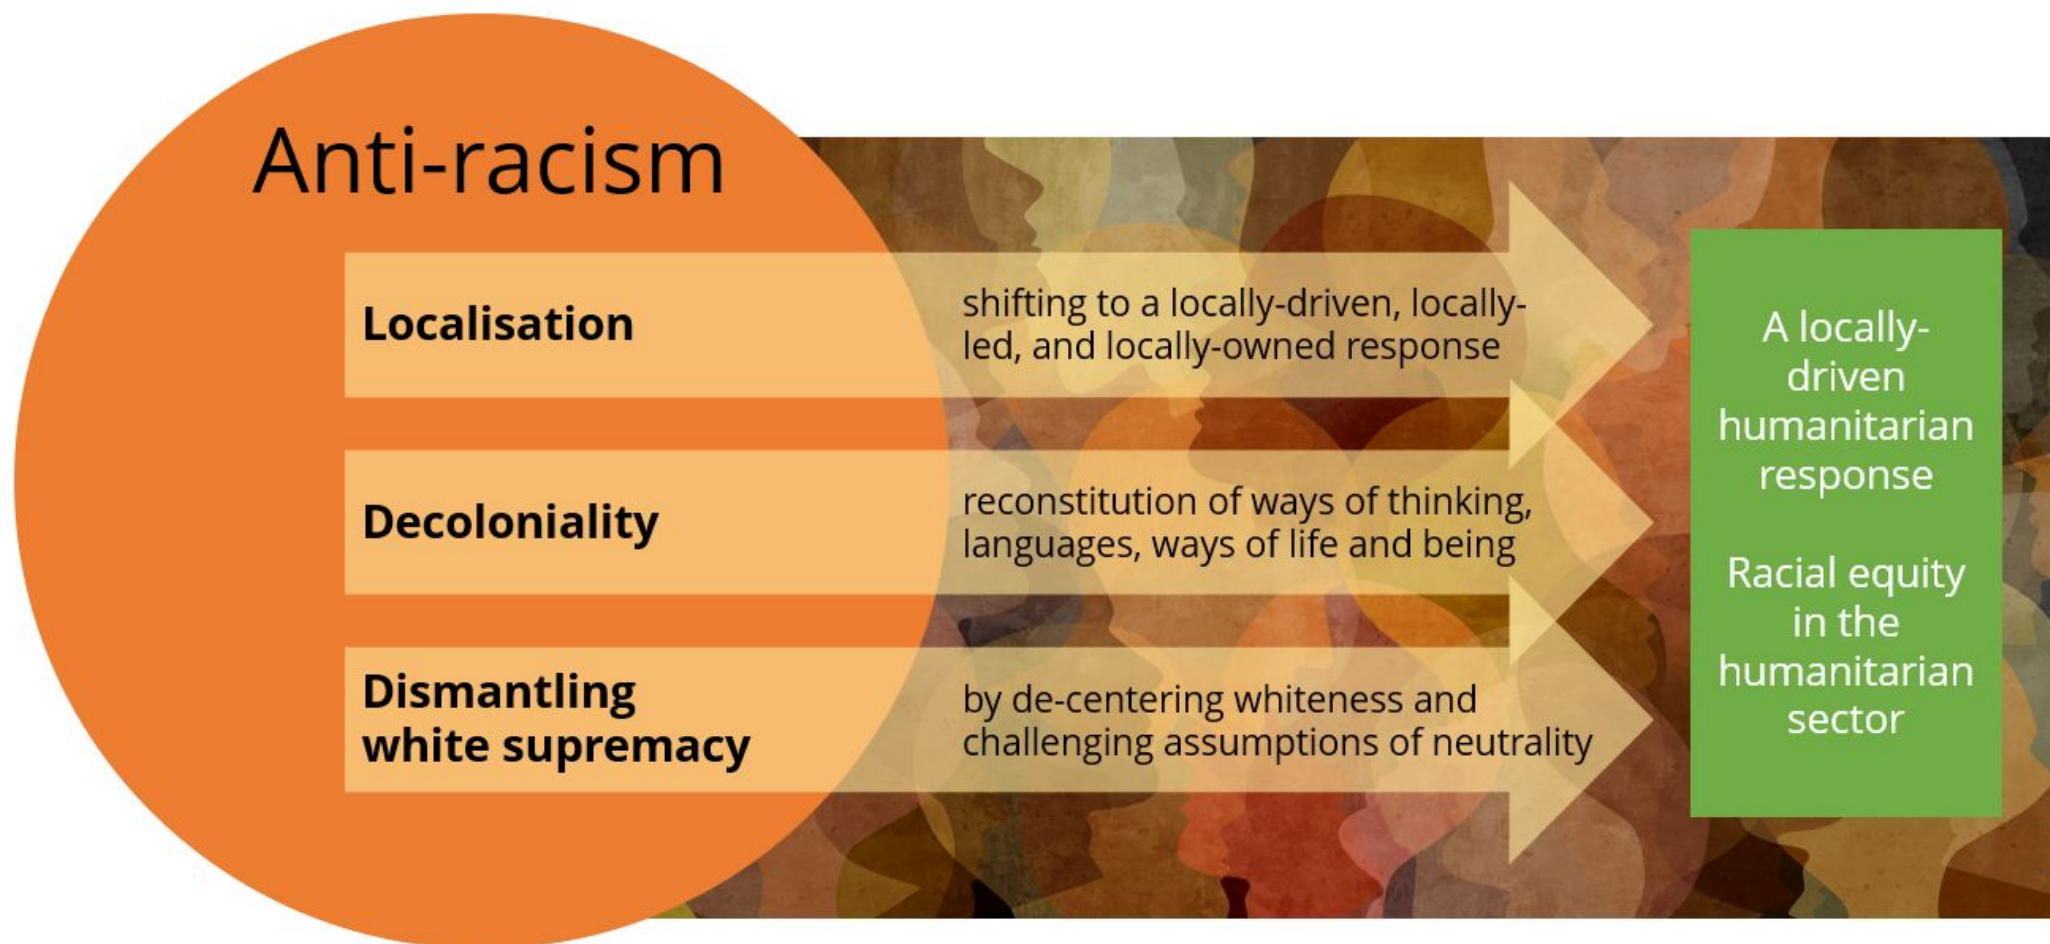 Anti-racism
Localisation
shifting to a locally-driven, locally-
led, and locally-owned response
Decoloniality
reconstitution of ways of thinking,
languages, ways of life and being
Dismantling
white supremacy
by de-centering whiteness and
challenging assumptions of neutrality
A locally-
driven
humanitarian
response
Racial equity
in the
humanitarian
sector